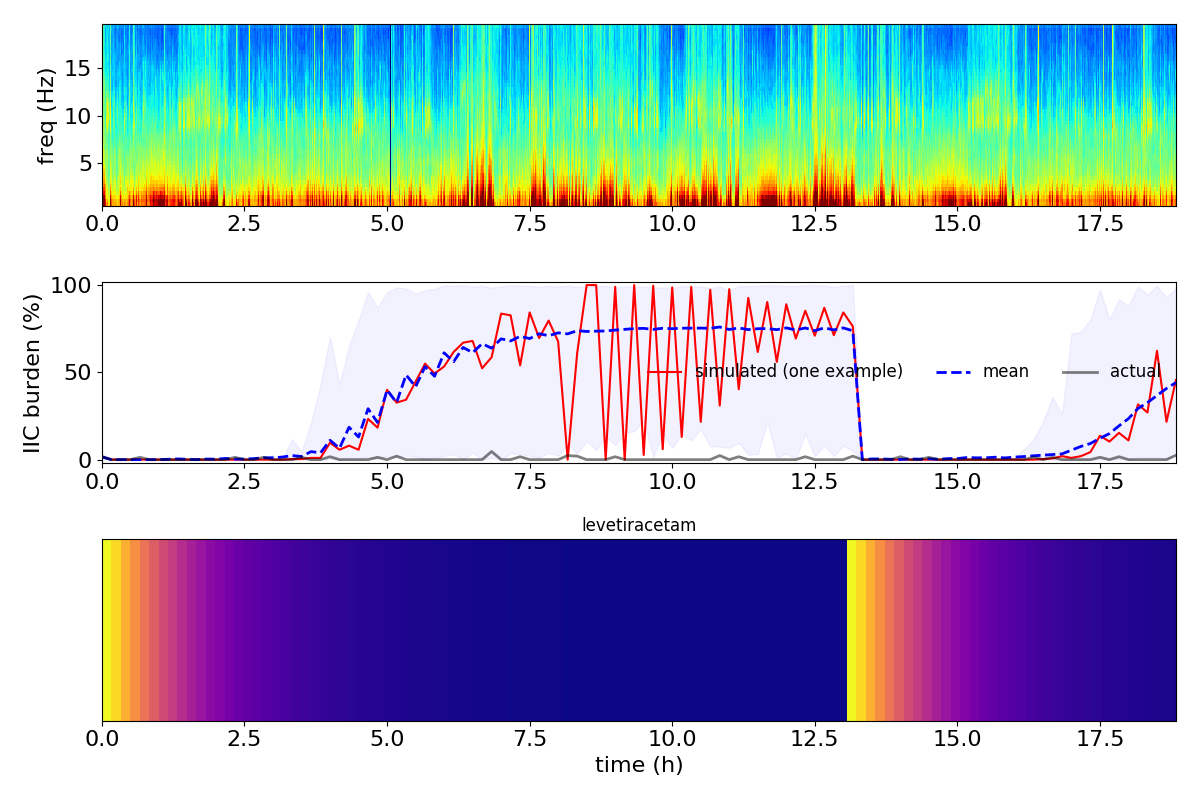 freq (Hz)
15
10
5
0.0 2.5 5.0 7.5 10.0 12.5 15.0 17.5
IIC burden (%)
100
50
0
simulated (one example) mean actual
0.0 2.5 5.0 7.5 10.0 12.5 15.0 17.5
levetiracetam
0.0 2.5 5.0 7.5 10.0 12.5 15.0 17.5
time (h)